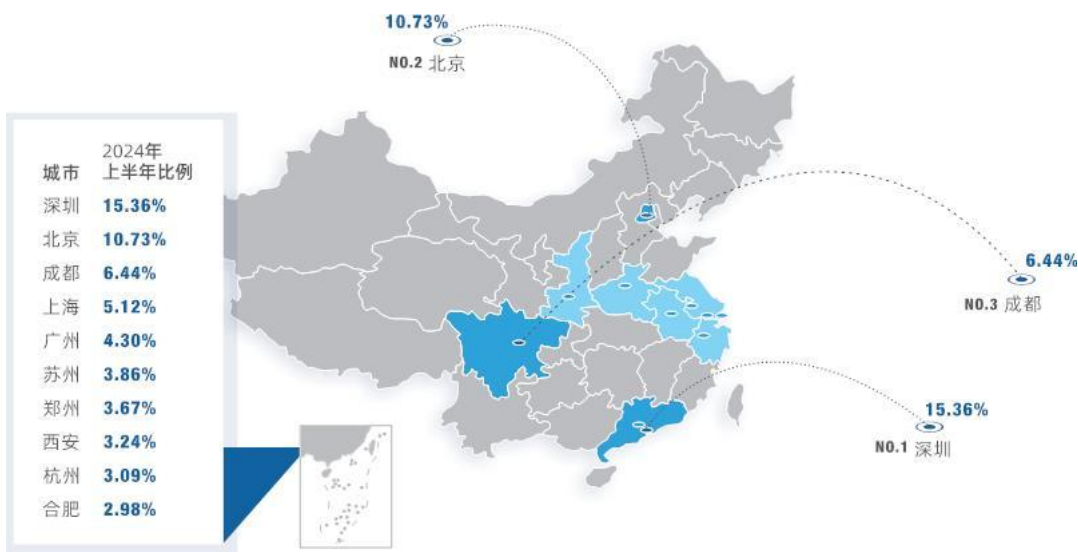 10.73%
NO.2 北京
城市
2024年
上半年比例
深圳 15.36%
北京 10.73%
成都 6.44%
上海 5.12%
广州 4.30%
苏州 3.86%
郑州 3.67%
西安 3.24%
杭州 3.09%
合肥 2.98%
6.44%
NO.3 成都
15.36%
NO.1 深圳